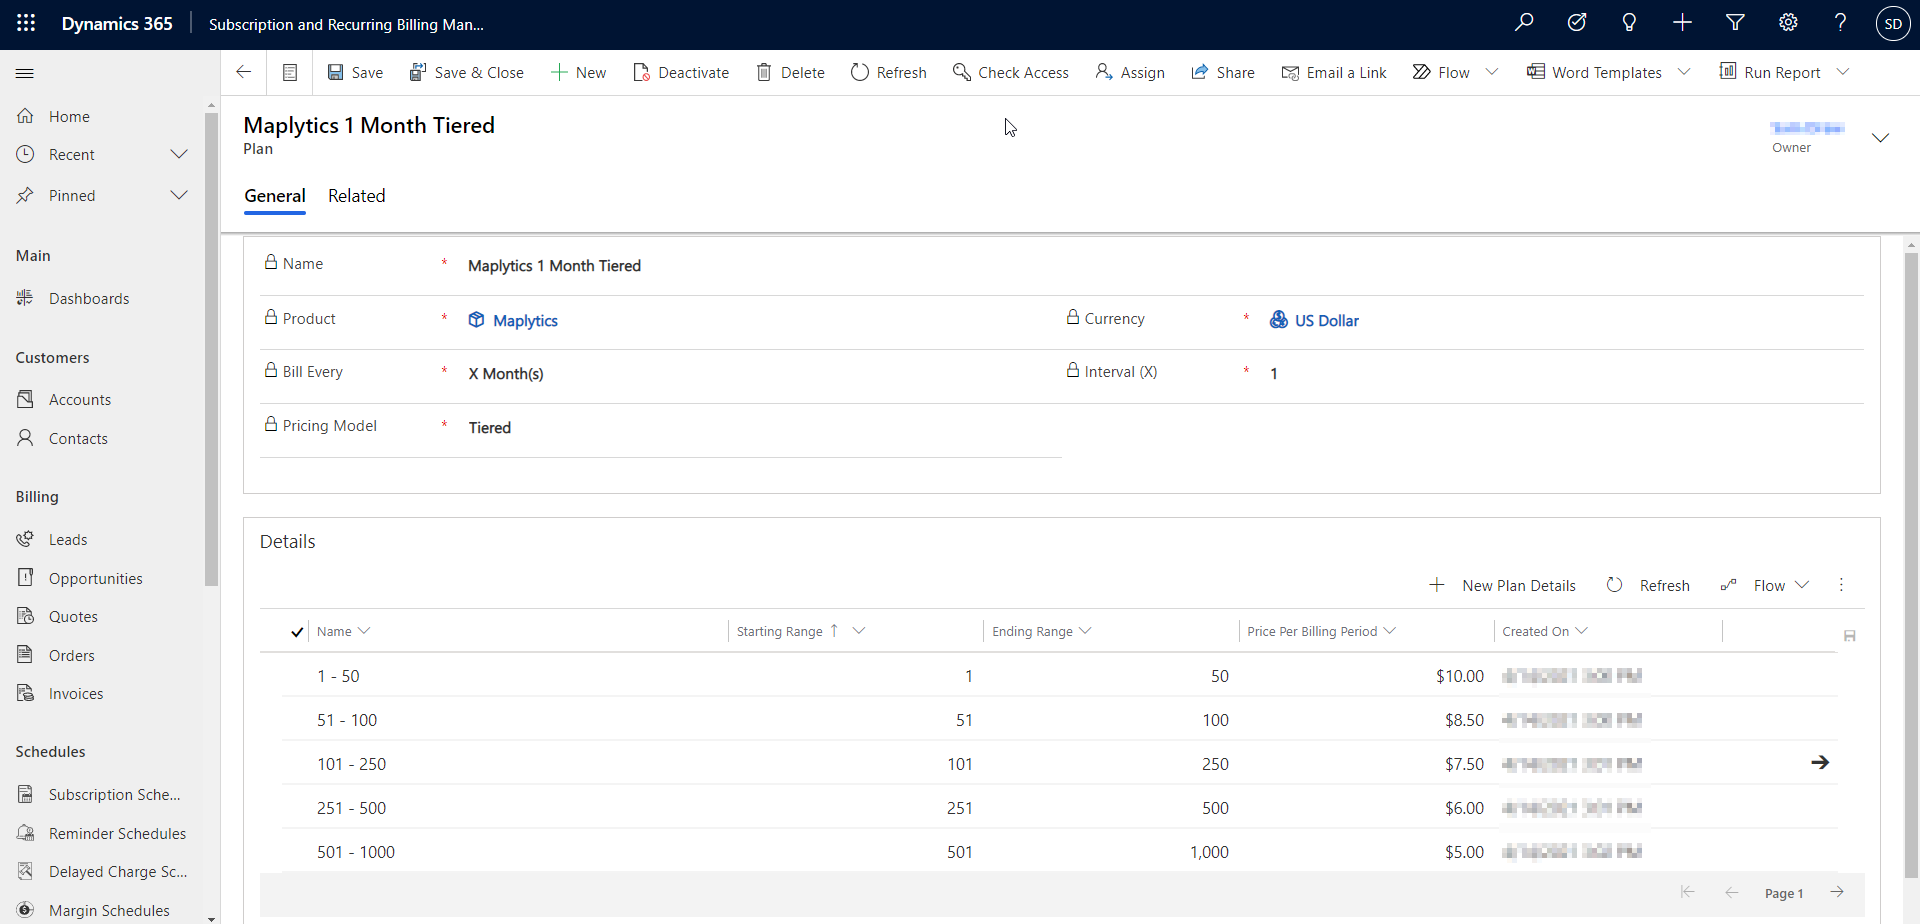 Dynamics 365 Subscription and Recurring Billing Man... SD
Save Save & Close New Deactivate Delete Refresh Check Access Assign Share Email a Link Flow Word Templates Run Report
Home
Recent
Pinned
Main
Dashboards
Customers
Accounts
Contacts
Billing
Leads
Opportunities
Quotes
Orders
Invoices
Schedules
Subscription Sche...
Reminder Schedules
Delayed Charge Sc...
Margin Schedules
Maplytics 1 Month Tiered
Plan
Owner
General Related
Name * Maplytics 1 Month Tiered
Product * Maplytics Currency * US Dollar
Bill Every * X Month(s) Interval (X) * 1
Pricing Model * Tiered
Details
New Plan Details Refresh Flow
Name Starting Range Ending Range Price Per Billing Period Created On
1 - 50 1 50 $10.00
51 - 100 51 100 $8.50
101 - 250 101 250 $7.50
251 - 500 251 500 $6.00
501 - 1000 501 1,000 $5.00
Page 1